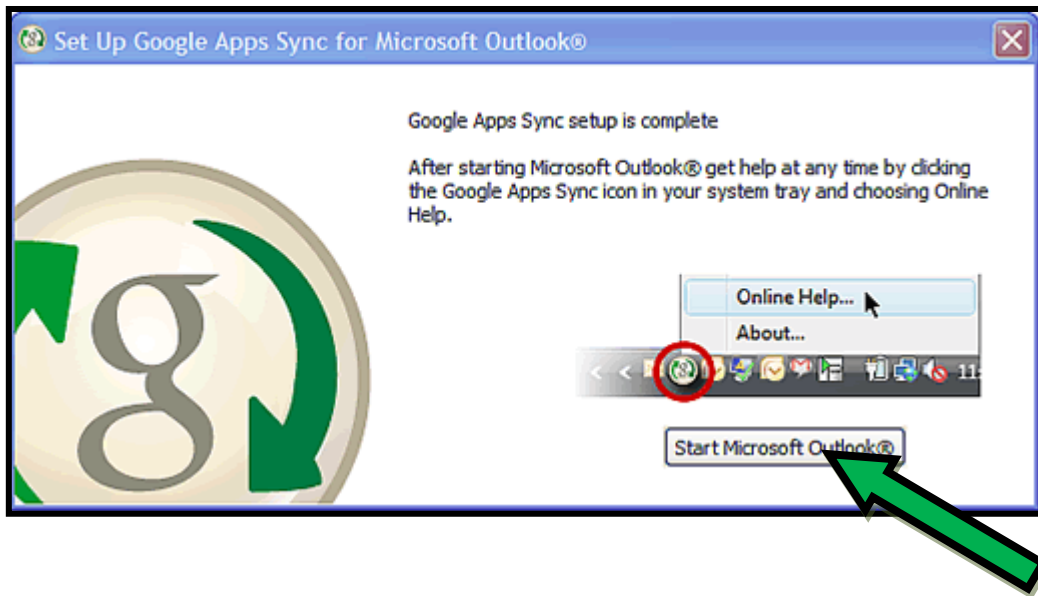 Set Up Google Apps Sync for Microsoft Outlook®
Google Apps Sync setup is complete
After starting Microsoft Outlook® get help at any time by clicking
the Google Apps Sync icon in your system tray and choosing Online
Help.
Online Help...
About...
g
< <
11
Start Microsoft Outlook®